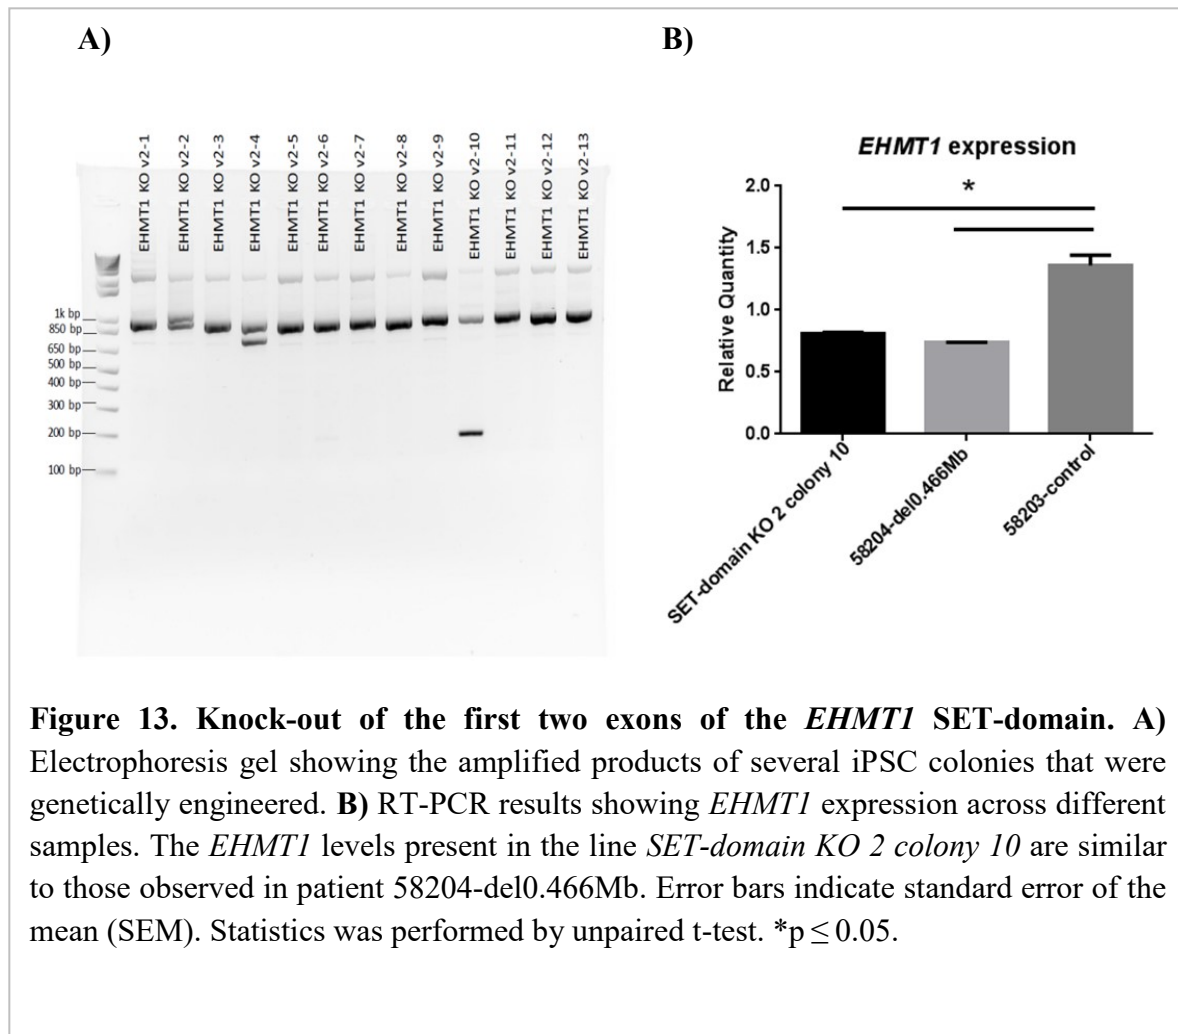 A)
B)
EHMT1 KO v2-1
EHMT1 KO v2-2
EHMT1 KO v2-3
EHMT1 KO v2-4
EHMT1 KO v2-5
EHMT1 KO v2-6
EHMT1 KO v2-7
EHMT1 KO v2-8
EHMT1 KO v2-9
EHMT1 KO v2-10
EHMT1 KO v2-11
EHMT1 KO v2-12
EHMT1 KO v2-13
1k bp
850 bp
650 bp
500 bp
400 bp
300 bp
200 bp
100 bp
EHMT1 expression
*
Relative Quantity
2.0
1.5
1.0
0.5
0.0
SET-domain KO 2 colony 10
58204-del0.466Mb
58203-control
Figure 13. Knock-out of the first two exons of the EHMT1 SET-domain. A)
Electrophoresis gel showing the amplified products of several iPSC colonies that were
genetically engineered. B) RT-PCR results showing EHMT1 expression across different
samples. The EHMT1 levels present in the line SET-domain KO 2 colony 10 are similar
to those observed in patient 58204-del0.466Mb. Error bars indicate standard error of the
mean (SEM). Statistics was performed by unpaired t-test. *p ≤ 0.05.